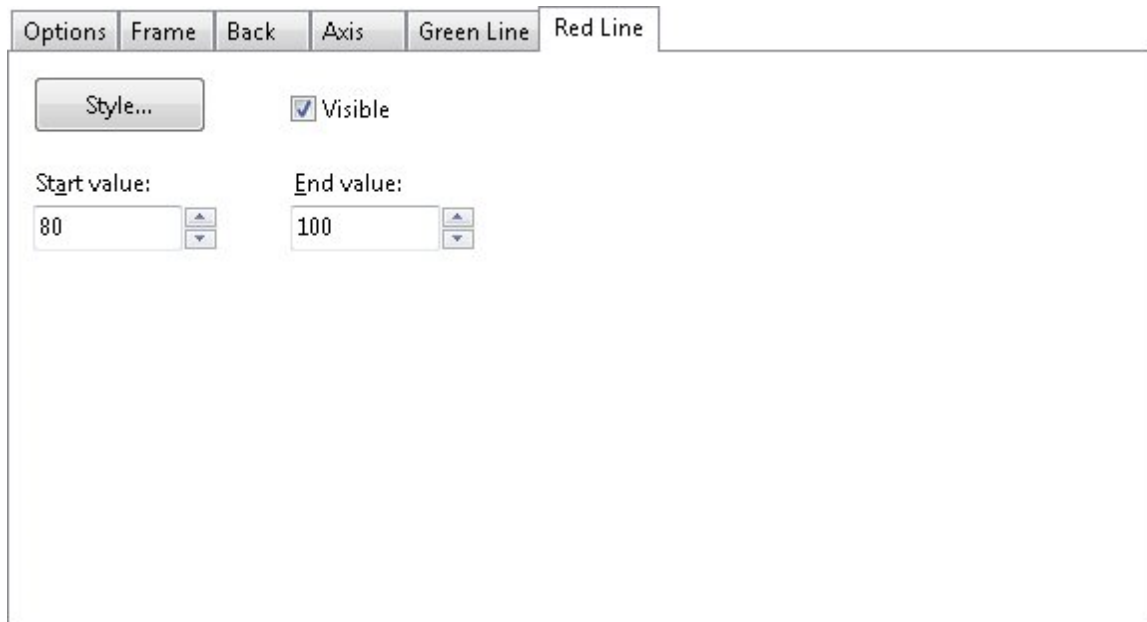 Options Frame Back Axis Green Line Red Line
Style... Visible
Start value: End value:
80 100